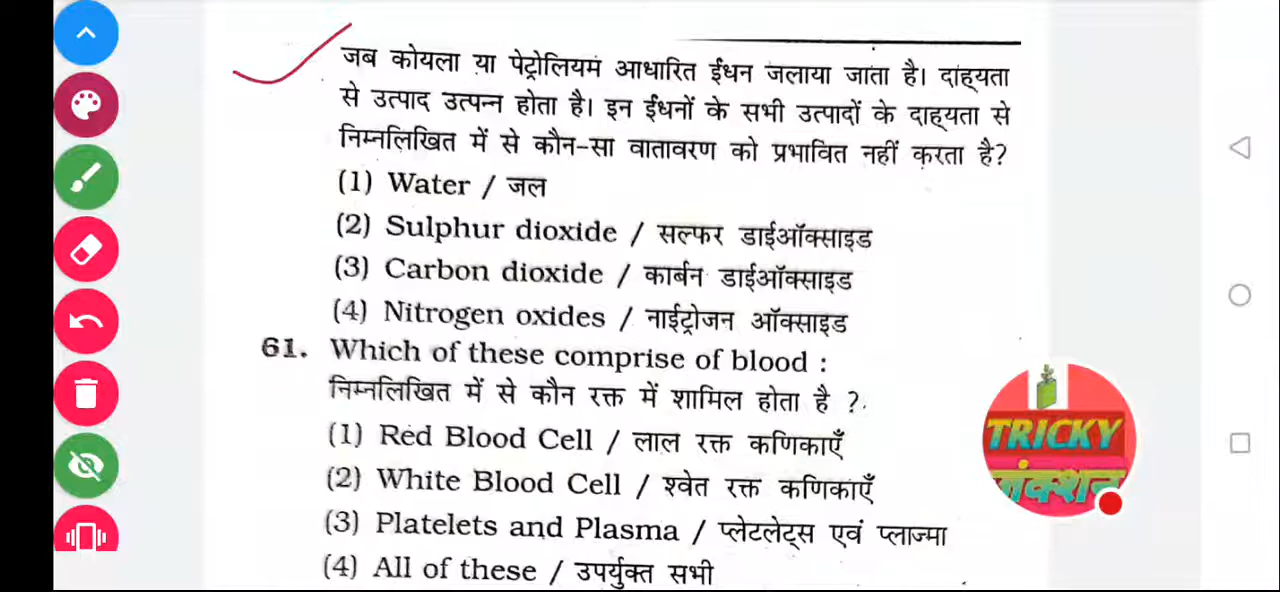 जब कोयला या पेट्रोलियम आधारित ईंधन जलाया जाता है। दाह्यता
से उत्पाद उत्पन्न होता है। इन ईंधनों के सभी उत्पादों के दाह्यता से
निम्नलिखित में से कौन-सा वातावरण को प्रभावित नहीं करता है?
(1) Water / जल
(2) Sulphur dioxide / सल्फर डाईऑक्साइड
(3) Carbon dioxide / कार्बन डाईऑक्साइड
(4) Nitrogen oxides / नाईट्रोजन ऑक्साइड
61. Which of these comprise of blood :
निम्नलिखित में से कौन रक्त में शामिल होता है ?
(1) Red Blood Cell / लाल रक्त कणिकाएँ
(2) White Blood Cell / श्वेत रक्त कणिकाएँ
(3) Platelets and Plasma / प्लेटलेट्स एवं प्लाज्मा
(4) All of these / उपर्युक्त सभी
TRICKY
जंक्शन